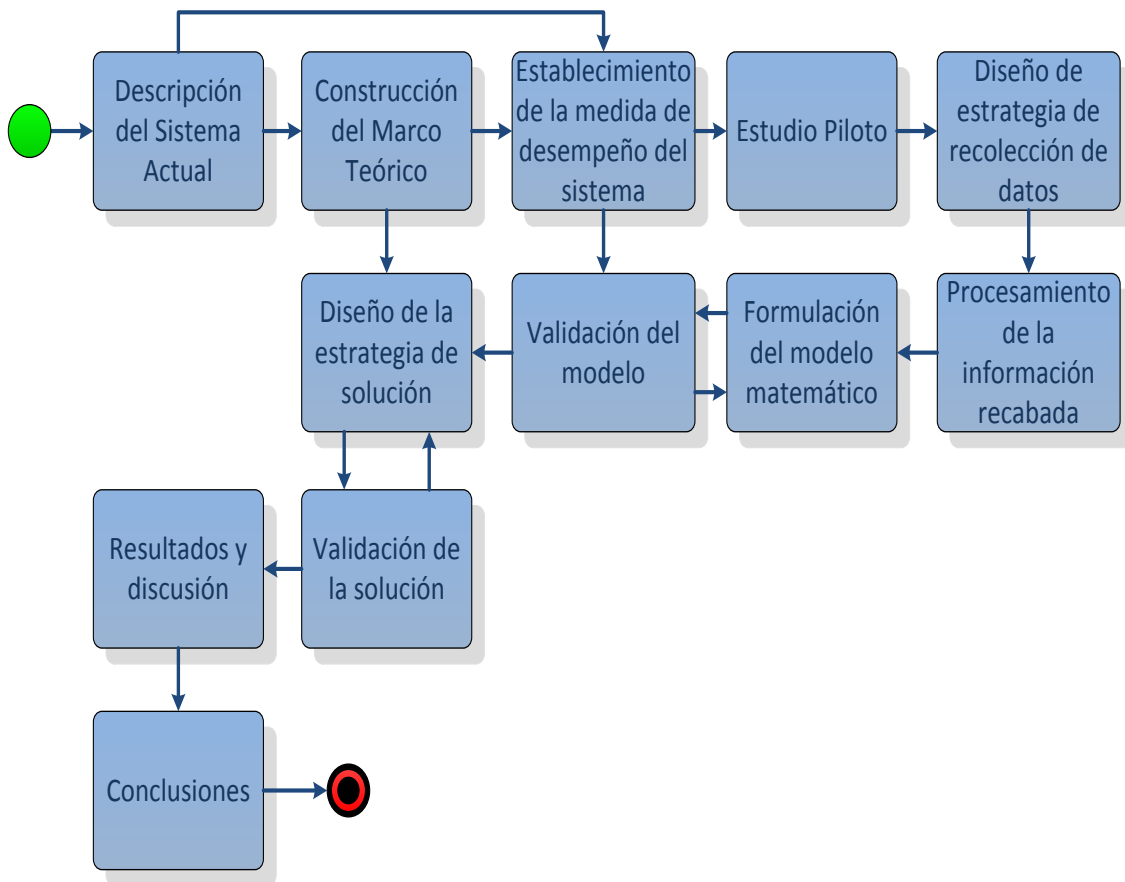 Descripción
del Sistema
Actual
Construcción
del Marco
Teórico
Establecimiento
de la medida de
desempeño del
sistema
Estudio Piloto
Diseño de
estrategia de
recolección de
datos
Procesamiento
de la
información
recabada
Formulación
del modelo
matemático
Validación del
modelo
Diseño de la
estrategia de
solución
Validación de
la solución
Resultados y
discusión
Conclusiones